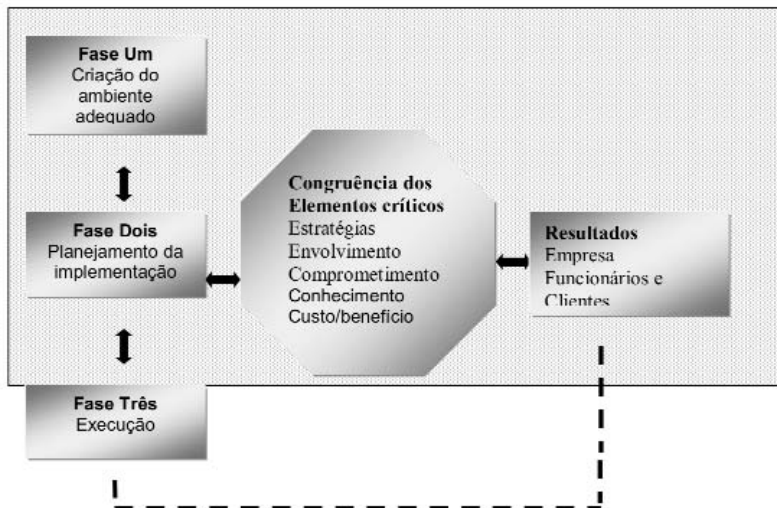 Fase Um
Criação do
ambiente
adequado
Fase Dois
Planejamento da
implementação
Fase Três
Execução
Congruência dos
Elementos críticos
Estratégias
Envolvimento
Comprometimento
Conhecimento
Custo/benefício
Resultados
Empresa
Funcionários e
Clientes